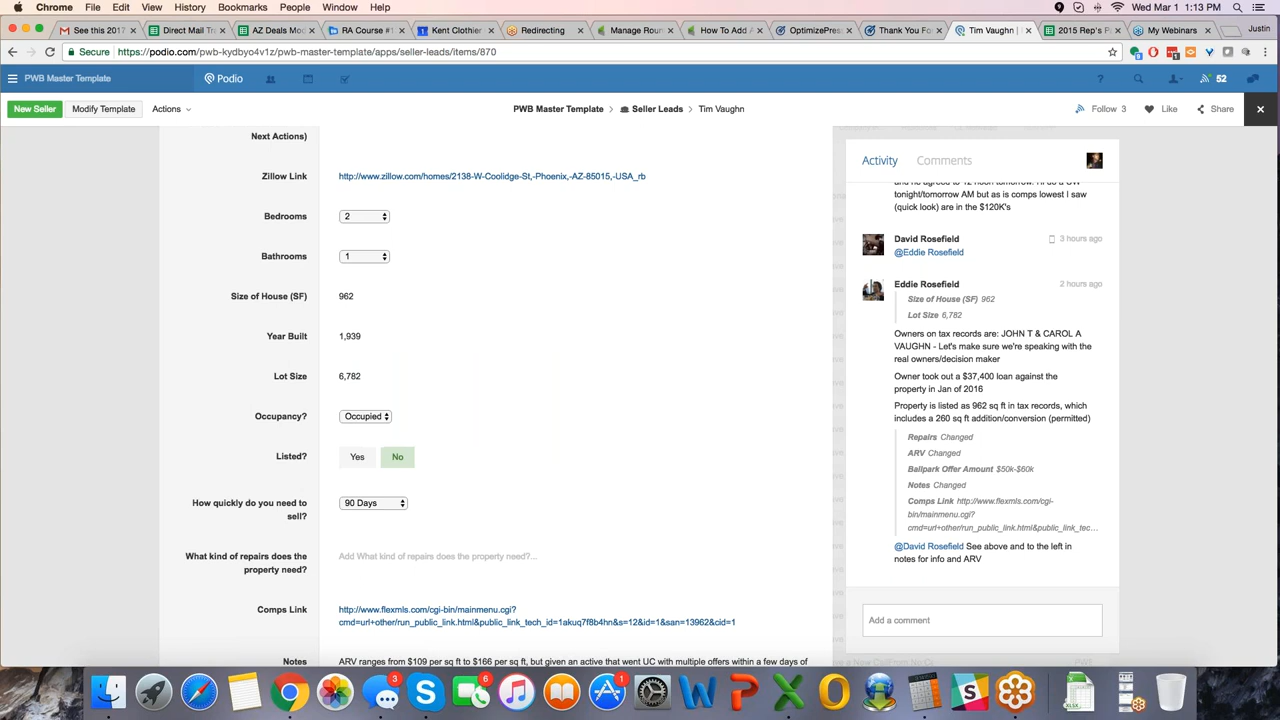 Chrome File Edit View History Bookmarks People Window Help Wed Mar 1 1:13 PM
See this 2017 Direct Mail Tra AZ Deals Mod RA Course #1 Kent Clothier Redirecting Manage Roun How To Add A OptimizePres Thank You Fo Tim Vaughn | 2015 Rep's P My Webinars Justin
Secure https://podio.com/pwb-kydbyo4v1z/pwb-master-template/apps/seller-leads/items/870
PWB Master Template Podio ? 52
New Seller Modify Template Actions PWB Master Template > Seller Leads > Tim Vaughn Follow 3 Like Share
Next Actions)
Zillow Link http://www.zillow.com/homes/2138-W-Coolidge-St,-Phoenix,-AZ-85015,-USA_rb
Bedrooms 2
Bathrooms 1
Size of House (SF) 962
Year Built 1,939
Lot Size 6,782
Occupancy? Occupied
Listed? Yes No
How quickly do you need to 90 Days
sell?
What kind of repairs does the Add What kind of repairs does the property need?...
property need?
Comps Link http://www.flexmls.com/cgi-bin/mainmenu.cgi?
cmd=url+other/run_public_link.html&public_link_tech_id=1akuq7f8b4hn&s=12&id=1&san=13962&cid=1
Notes ARV ranges from $109 per sq ft to $166 per sq ft, but given an active that went UC with multiple offers within a few days of
Activity Comments
tonight/tomorrow AM but as is comps lowest I saw
(quick look) are in the $120K's
David Rosefield 3 hours ago
@Eddie Rosefield
Eddie Rosefield 2 hours ago
Size of House (SF) 962
Lot Size 6,782
Owners on tax records are: JOHN T & CAROL A
VAUGHN - Let's make sure we're speaking with the
real owners/decision maker
Owner took out a $37,400 loan against the
property in Jan of 2016
Property is listed as 962 sq ft in tax records, which
includes a 260 sq ft addition/conversion (permitted)
Repairs Changed
ARV Changed
Ballpark Offer Amount $50k-$60k
Notes Changed
Comps Link http://www.flexmls.com/cgi-
bin/mainmenu.cgi?
cmd=url+other/run_public_link.html&public_link_tec...
@David Rosefield See above and to the left in
notes for info and ARV
Add a comment
3 6 1